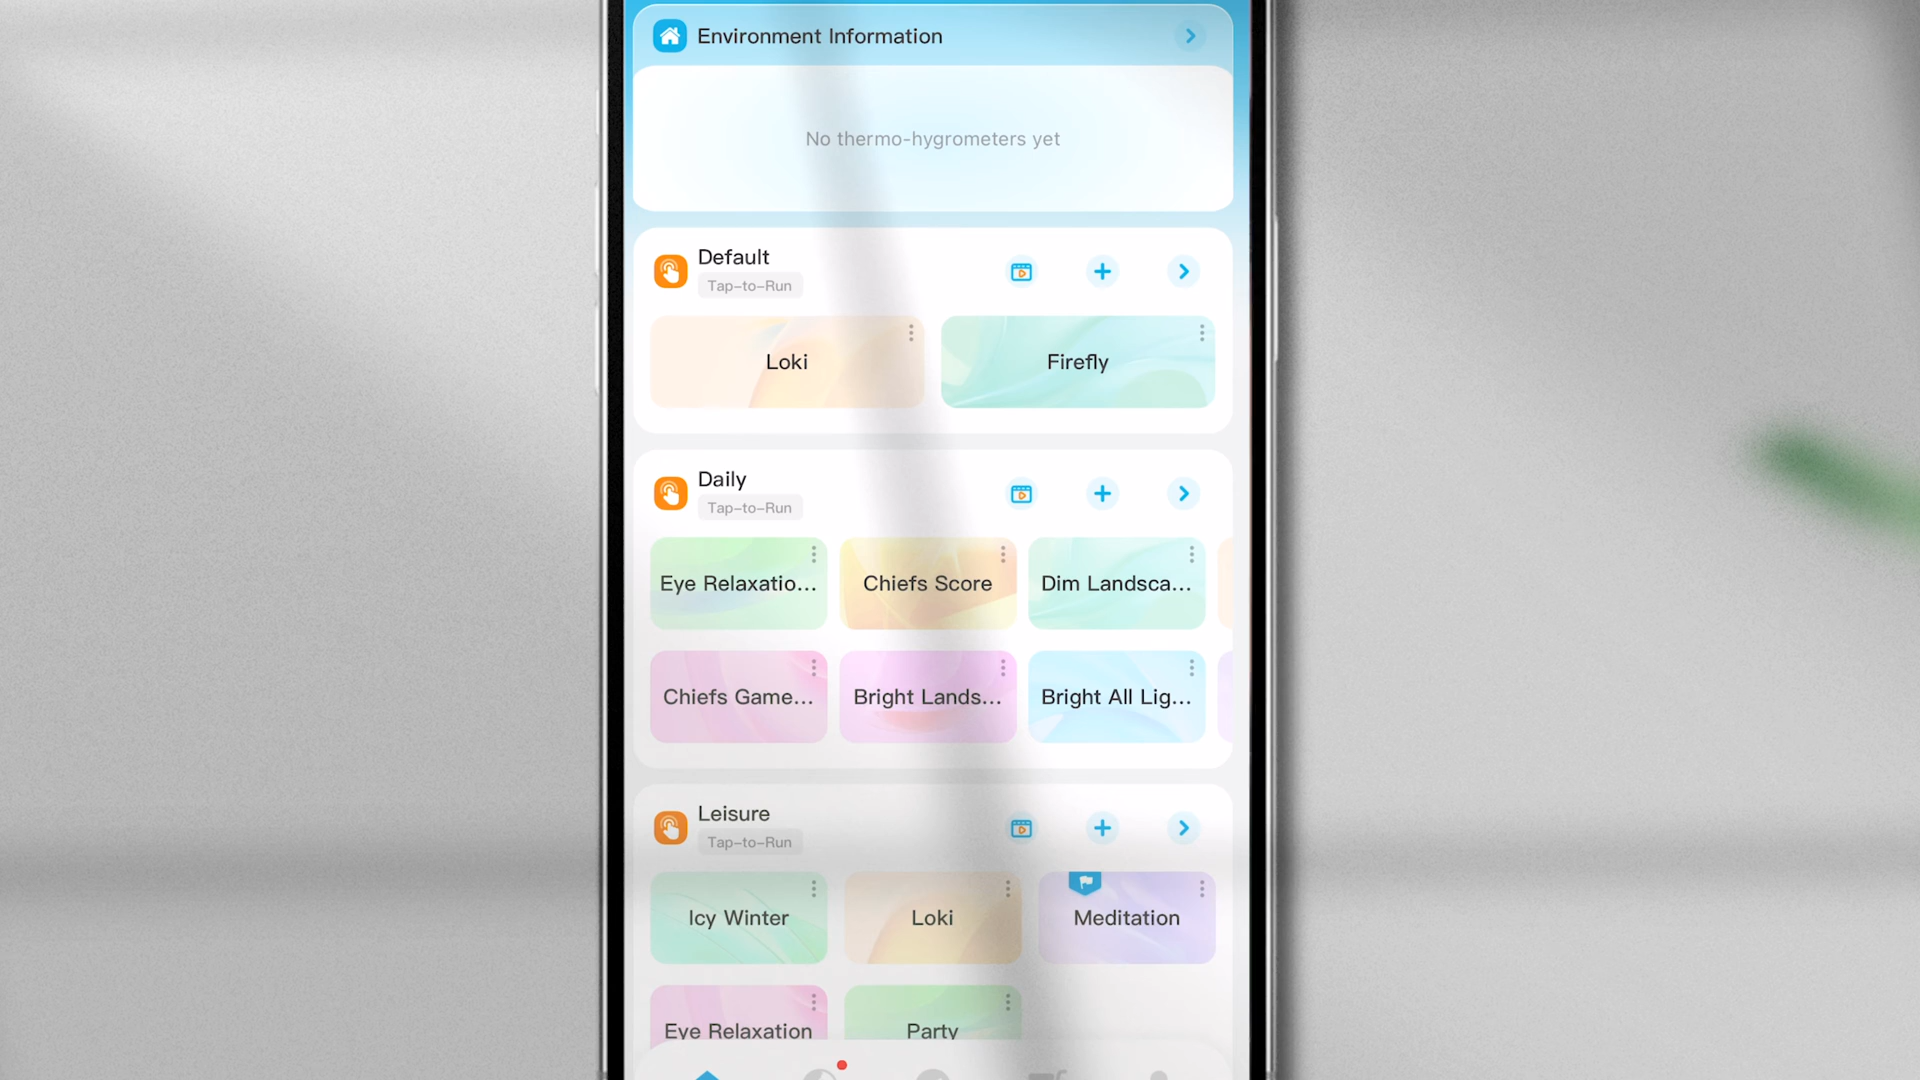 Environment Information
No thermo-hygrometers yet
Default
Tap-to-Run
Loki
Firefly
Daily
Tap-to-Run
Eye Relaxatio...
Chiefs Score
Dim Landsca...
Chiefs Game...
Bright Lands...
Bright All Lig...
Leisure
Tap-to-Run
Icy Winter
Loki
Meditation
Eye Relaxation
Party